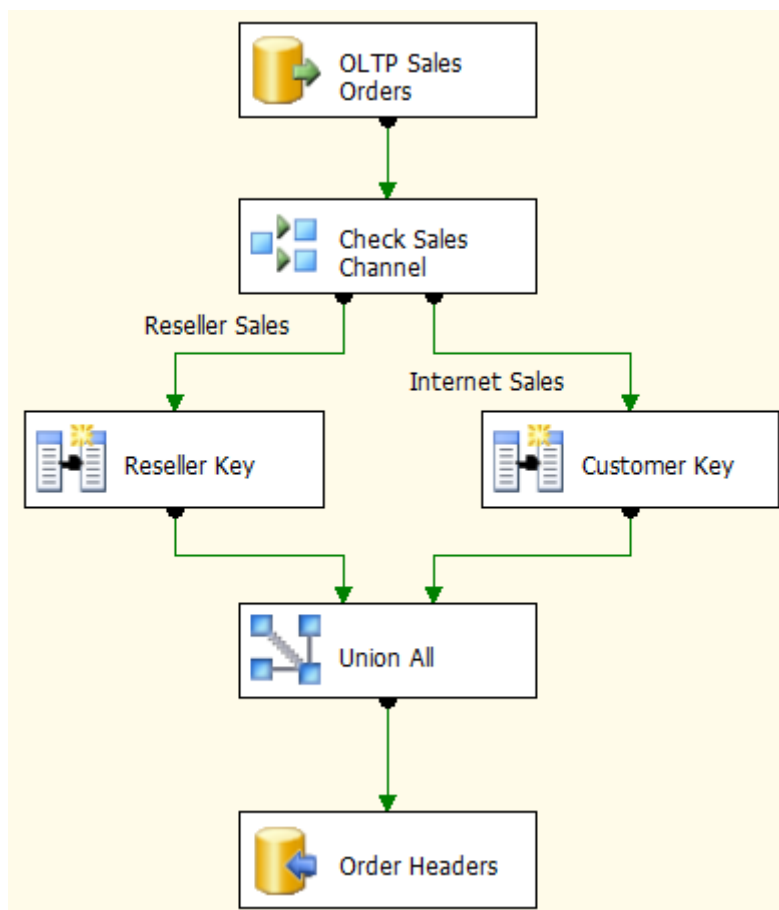 OLTP Sales
Orders
Check Sales
Channel
Reseller Sales
Internet Sales
Reseller Key
Customer Key
Union All
Order Headers